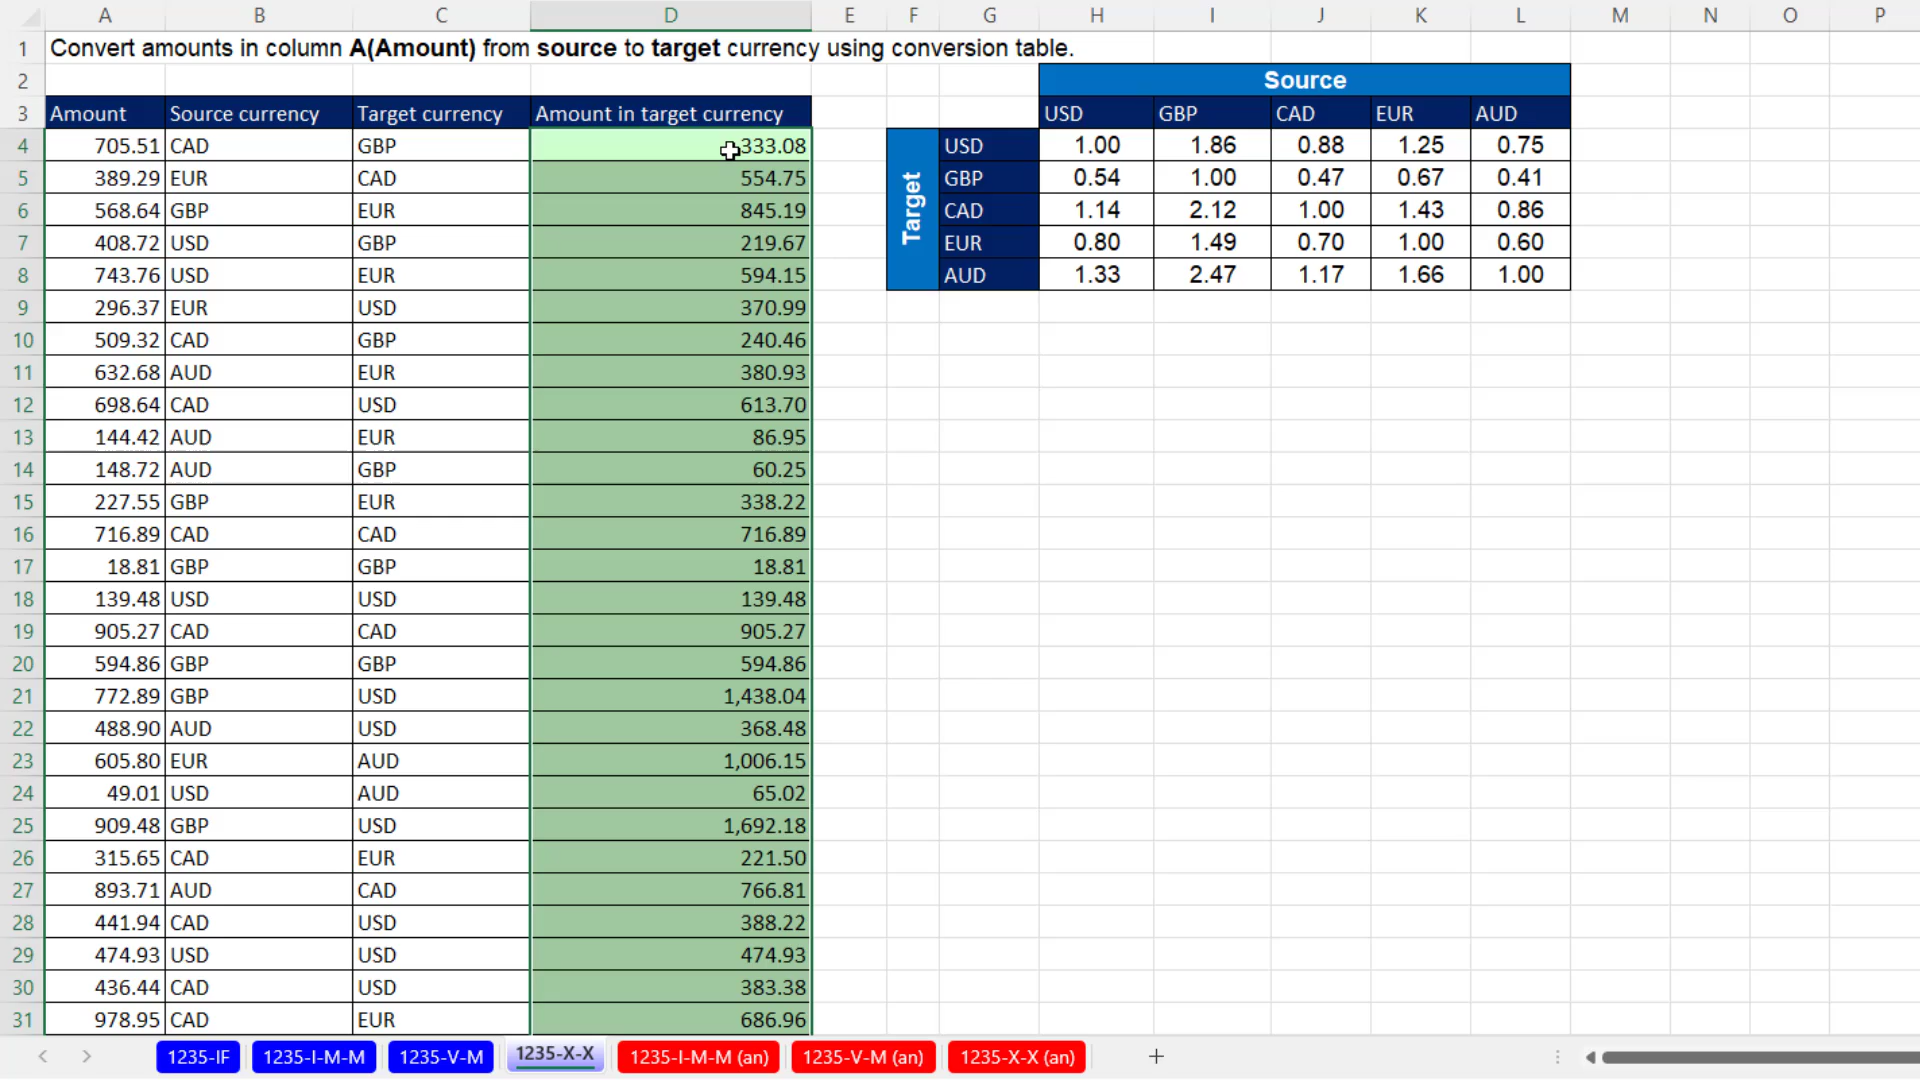 A B C D E F G H I J K L M N O P
1 Convert amounts in column A(Amount) from source to target currency using conversion table.
2 Source
3 Amount Source currency Target currency Amount in target currency USD GBP CAD EUR AUD
Target
4 705.51 CAD GBP 333.08 USD 1.00 1.86 0.88 1.25 0.75
5 389.29 EUR CAD 554.75 GBP 0.54 1.00 0.47 0.67 0.41
6 568.64 GBP EUR 845.19 CAD 1.14 2.12 1.00 1.43 0.86
7 408.72 USD GBP 219.67 EUR 0.80 1.49 0.70 1.00 0.60
8 743.76 USD EUR 594.15 AUD 1.33 2.47 1.17 1.66 1.00
9 296.37 EUR USD 370.99
10 509.32 CAD GBP 240.46
11 632.68 AUD EUR 380.93
12 698.64 CAD USD 613.70
13 144.42 AUD EUR 86.95
14 148.72 AUD GBP 60.25
15 227.55 GBP EUR 338.22
16 716.89 CAD CAD 716.89
17 18.81 GBP GBP 18.81
18 139.48 USD USD 139.48
19 905.27 CAD CAD 905.27
20 594.86 GBP GBP 594.86
21 772.89 GBP USD 1,438.04
22 488.90 AUD USD 368.48
23 605.80 EUR AUD 1,006.15
24 49.01 USD AUD 65.02
25 909.48 GBP USD 1,692.18
26 315.65 CAD EUR 221.50
27 893.71 AUD CAD 766.81
28 441.94 CAD USD 388.22
29 474.93 USD USD 474.93
30 436.44 CAD USD 383.38
31 978.95 CAD EUR 686.96
1235-IF 1235-I-M-M 1235-V-M 1235-X-X 1235-I-M-M (an) 1235-V-M (an) 1235-X-X (an)